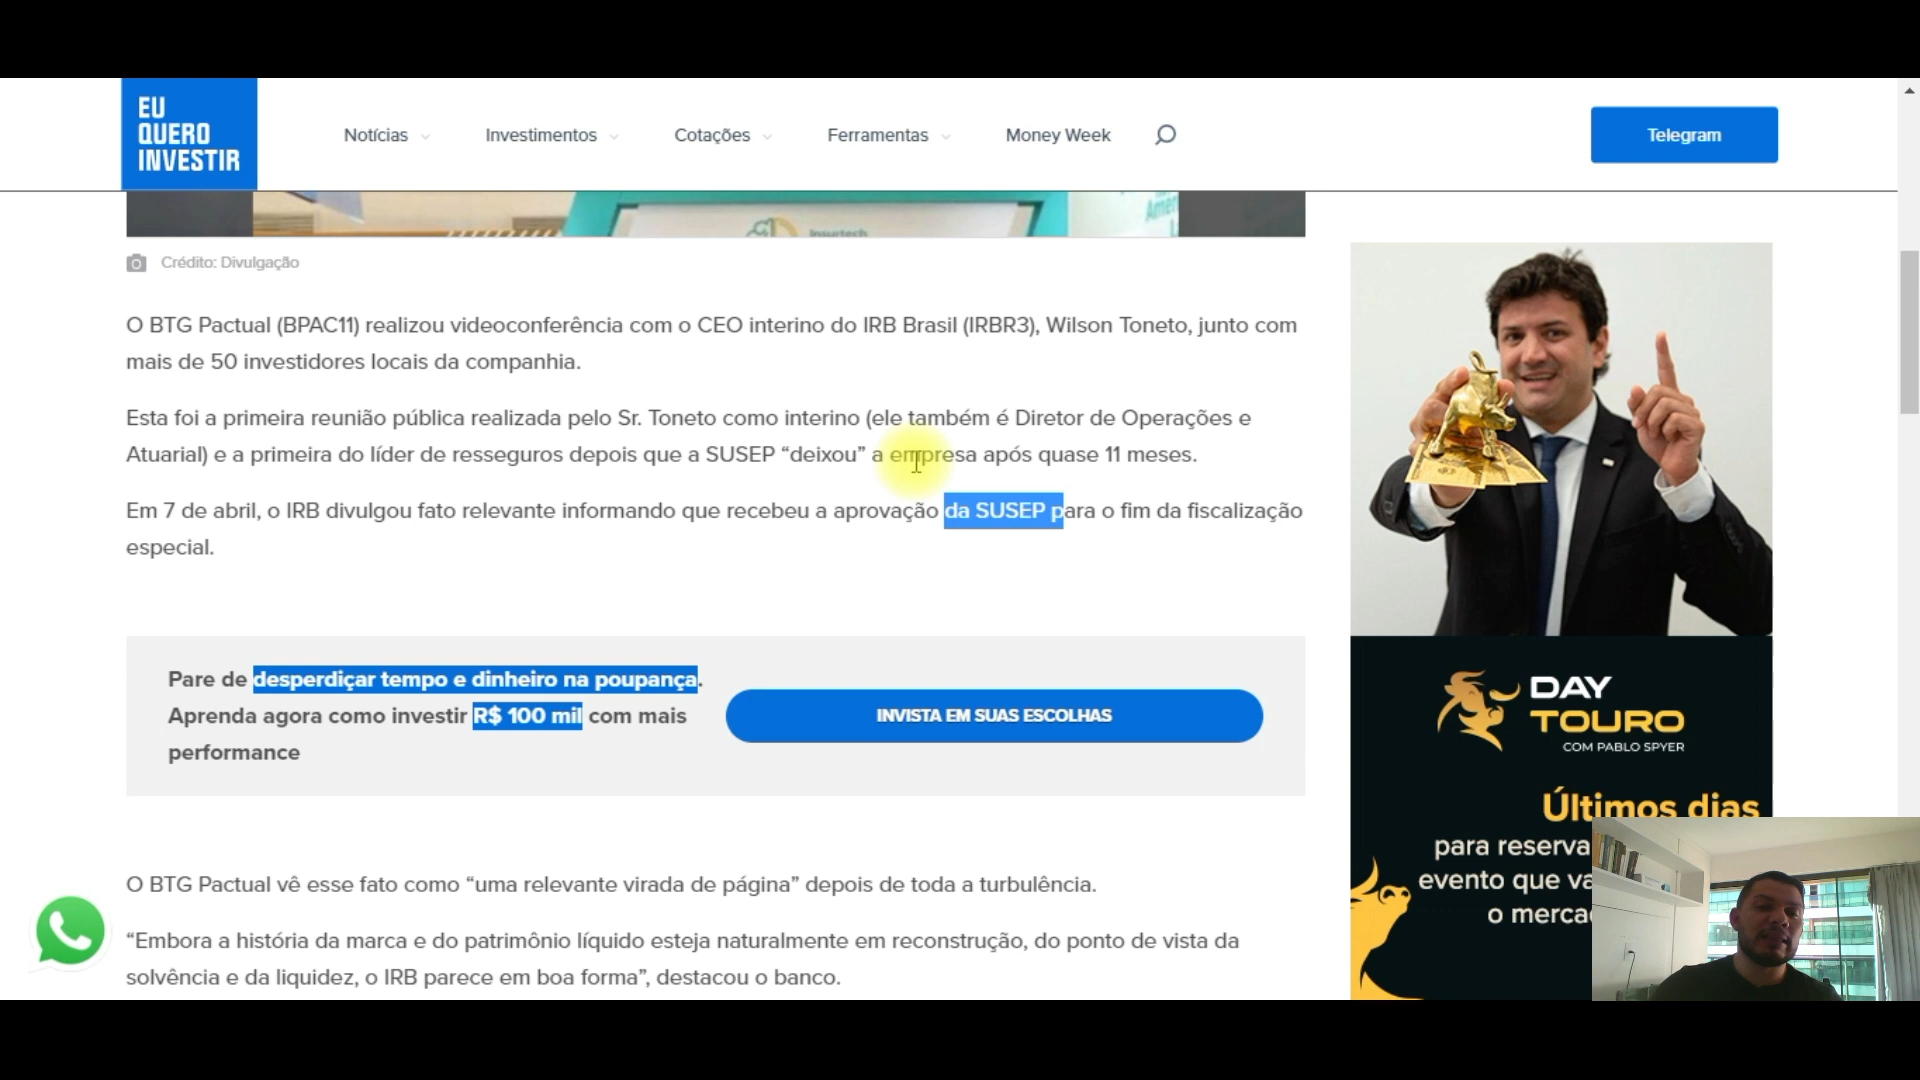 EU
QUERO
INVESTIR
Notícias
Investimentos
Cotações
Ferramentas
Money Week
Telegram
Insurtech
Crédito: Divulgação
O BTG Pactual (BPAC11) realizou videoconferência com o CEO interino do IRB Brasil (IRBR3), Wilson Toneto, junto com
mais de 50 investidores locais da companhia.
Esta foi a primeira reunião pública realizada pelo Sr. Toneto como interino (ele também é Diretor de Operações e
Atuarial) e a primeira do líder de resseguros depois que a SUSEP “deixou” a empresa após quase 11 meses.
Em 7 de abril, o IRB divulgou fato relevante informando que recebeu a aprovação da SUSEP para o fim da fiscalização
especial.
Pare de desperdiçar tempo e dinheiro na poupança.
Aprenda agora como investir R$ 100 mil com mais
performance
INVISTA EM SUAS ESCOLHAS
O BTG Pactual vê esse fato como “uma relevante virada de página” depois de toda a turbulência.
“Embora a história da marca e do patrimônio líquido esteja naturalmente em reconstrução, do ponto de vista da
solvência e da liquidez, o IRB parece em boa forma”, destacou o banco.
DAY
TOURO
COM PABLO SPYER
Últimos dias
para reserva
evento que va
o merca